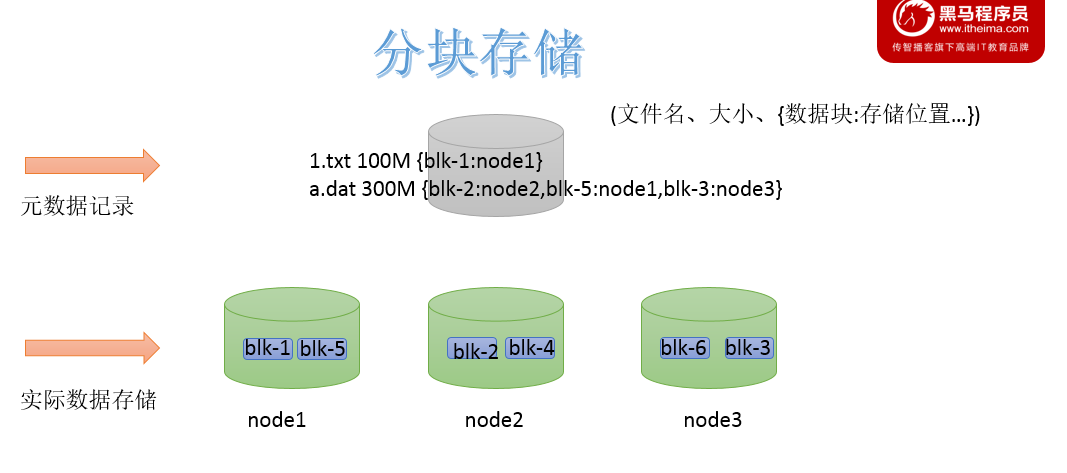 黑马程序员
www.itheima.com
传智播客旗下高端IT教育品牌
分块存储
(文件名、大小、{数据块:存储位置...})
1.txt 100M {blk-1:node1}
a.dat 300M {blk-2:node2,blk-5:node1,blk-3:node3}
元数据记录
blk-1 blk-5 blk-2 blk-4 blk-6 blk-3
实际数据存储
node1 node2 node3